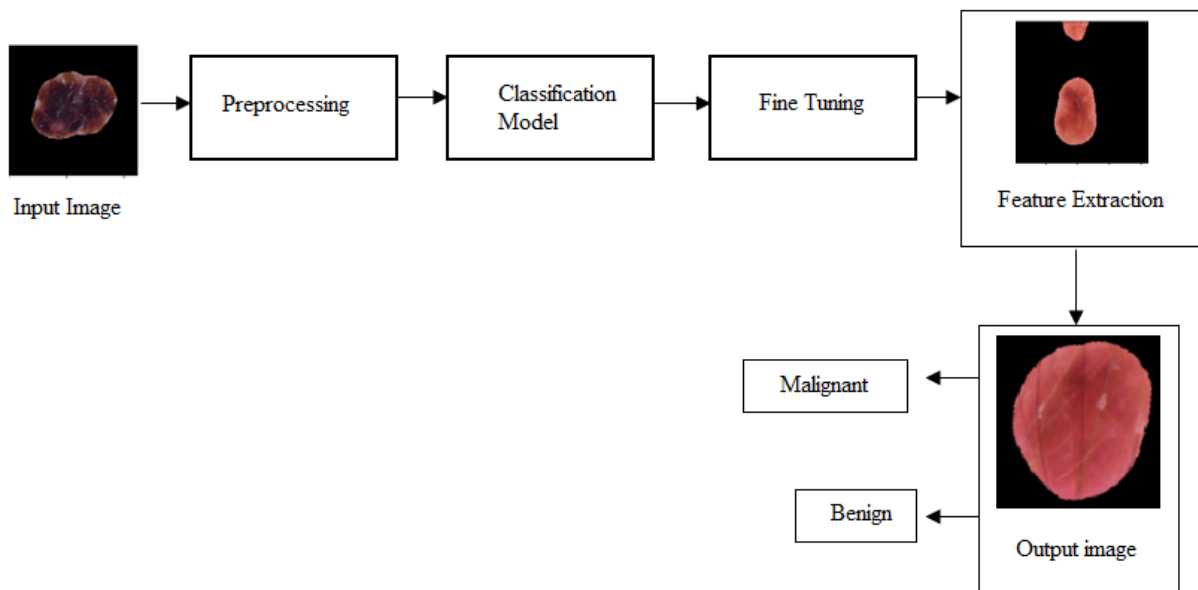 Input Image
Preprocessing
Classification
Model
Fine Tuning
Feature Extraction
Malignant
Benign
Output image